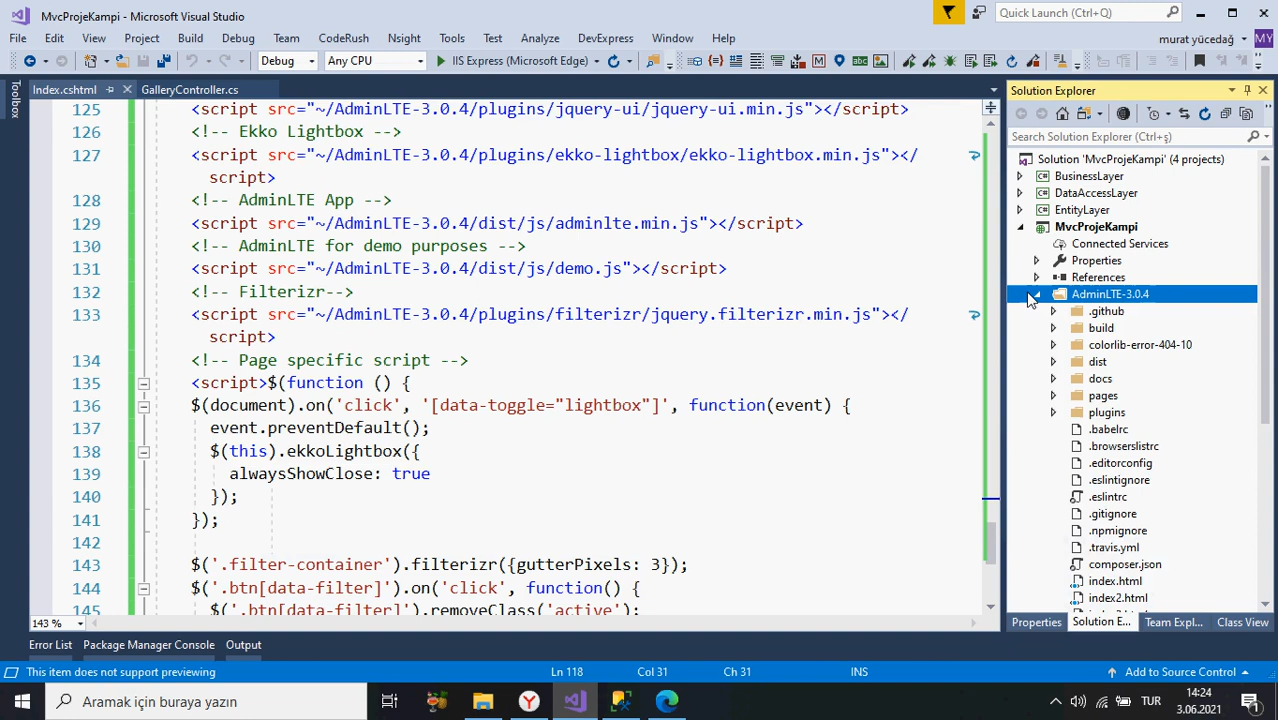 MvcProjeKampi - Microsoft Visual Studio
Quick Launch (Ctrl+Q)
File Edit View Project Build Debug Team CodeRush Nsight Tools Test Analyze DevExpress Window Help
murat yücedağ MY
Debug Any CPU IIS Express (Microsoft Edge)
Toolbox
Index.cshtml GalleryController.cs
125 <script src="~/AdminLTE-3.0.4/plugins/jquery-ui/jquery-ui.min.js"></script>
126 <!-- Ekko Lightbox -->
127 <script src="~/AdminLTE-3.0.4/plugins/ekko-lightbox/ekko-lightbox.min.js"></
script>
128 <!-- AdminLTE App -->
129 <script src="~/AdminLTE-3.0.4/dist/js/adminlte.min.js"></script>
130 <!-- AdminLTE for demo purposes -->
131 <script src="~/AdminLTE-3.0.4/dist/js/demo.js"></script>
132 <!-- Filterizr-->
133 <script src="~/AdminLTE-3.0.4/plugins/filterizr/jquery.filterizr.min.js"></
script>
134 <!-- Page specific script -->
135 <script>$(function () {
136 $(document).on('click', '[data-toggle="lightbox"]', function(event) {
137 event.preventDefault();
138 $(this).ekkoLightbox({
139 alwaysShowClose: true
140 });
141 });
142
143 $('.filter-container').filterizr({gutterPixels: 3});
144 $('.btn[data-filter]').on('click', function() {
145 $('.btn[data-filter]').removeClass('active');
143 %
Solution Explorer
Search Solution Explorer (Ctrl+ş)
Solution 'MvcProjeKampi' (4 projects)
BusinessLayer
DataAccessLayer
EntityLayer
MvcProjeKampi
Connected Services
Properties
References
AdminLTE-3.0.4
.github
build
colorlib-error-404-10
dist
docs
pages
plugins
.babelrc
.browserslistrc
.editorconfig
.eslintignore
.eslintrc
.gitignore
.npmignore
.travis.yml
composer.json
index.html
index2.html
Properties Solution E... Team Expl... Class View
Error List Package Manager Console Output
This item does not support previewing Ln 118 Col 31 Ch 31 INS Add to Source Control
Aramak için buraya yazın
TUR
14:24
3.06.2021
1